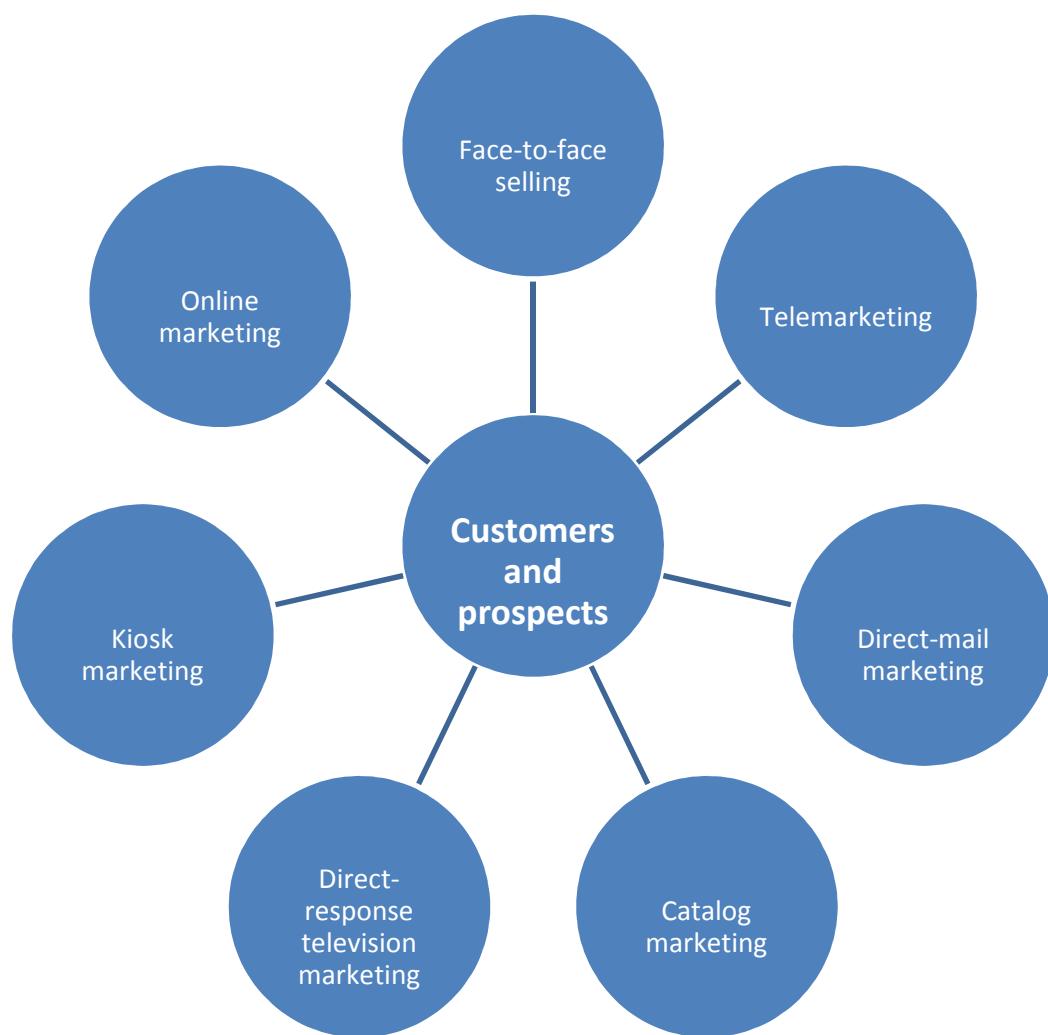 Face-to-face
selling
Telemarketing
Direct-mail
marketing
Catalog
marketing
Direct-
response
television
marketing
Kiosk
marketing
Online
marketing
Customers
and
prospects